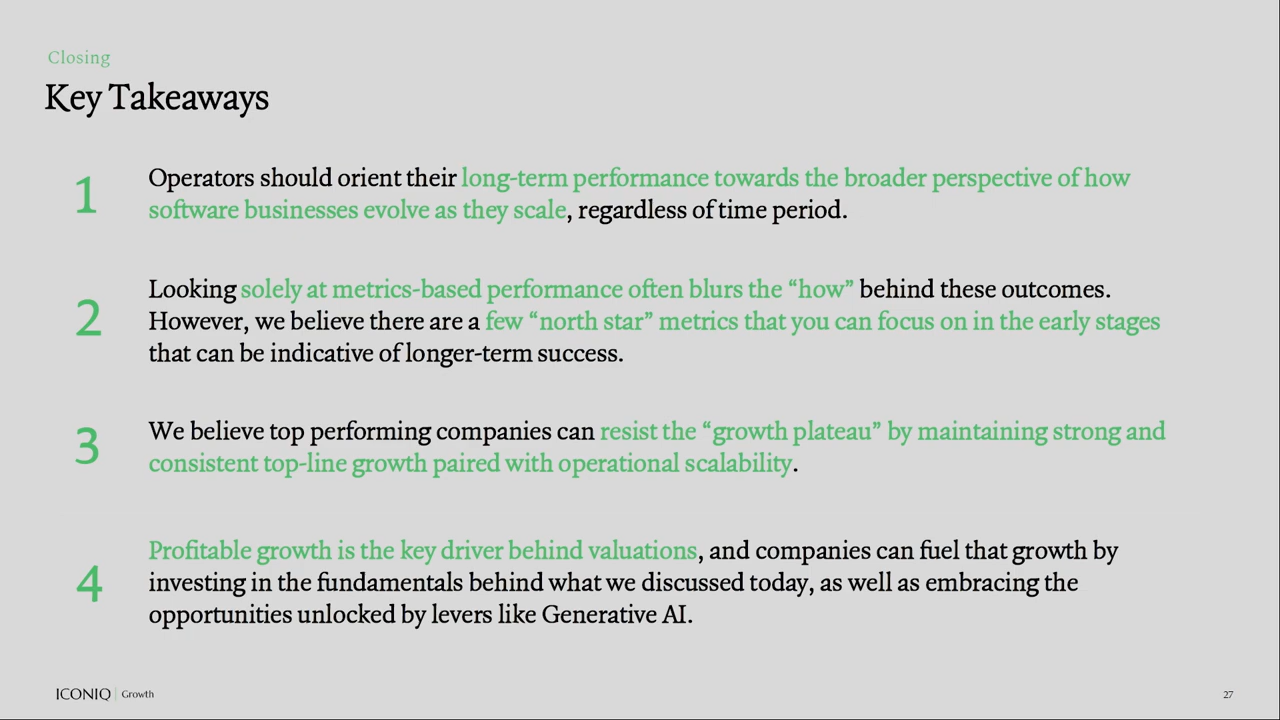 Closing
Key Takeaways
1
Operators should orient their long-term performance towards the broader perspective of how
software businesses evolve as they scale, regardless of time period.
2
Looking solely at metrics-based performance often blurs the “how” behind these outcomes.
However, we believe there are a few “north star” metrics that you can focus on in the early stages
that can be indicative of longer-term success.
3
We believe top performing companies can resist the “growth plateau” by maintaining strong and
consistent top-line growth paired with operational scalability.
4
Profitable growth is the key driver behind valuations, and companies can fuel that growth by
investing in the fundamentals behind what we discussed today, as well as embracing the
opportunities unlocked by levers like Generative AI.
ICONIQ | Growth
27